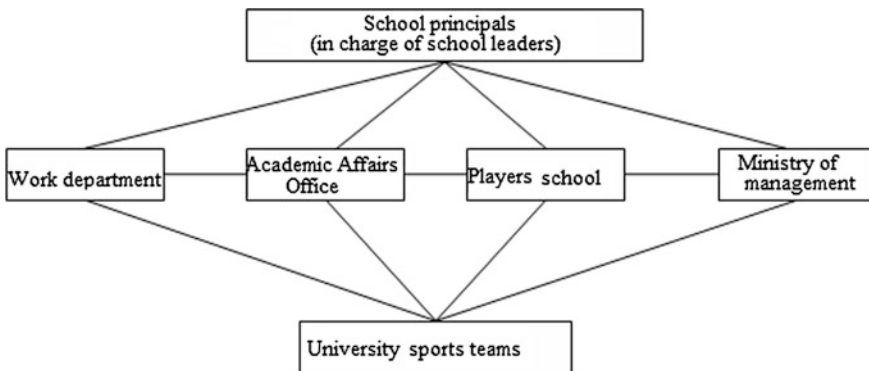 School principals
(in charge of school leaders)
Work department
Academic Affairs
Office
Players school
Ministry of
management
University sports teams